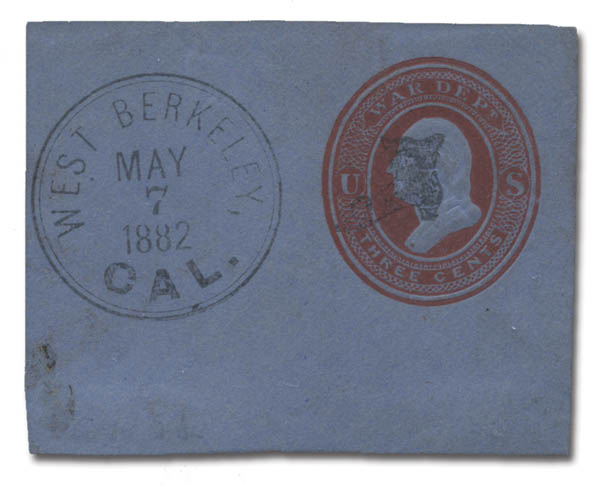 WEST BERKELEY,
MAY
7
1882
CAL.
WAR DEPT
U S
THREE CENTS